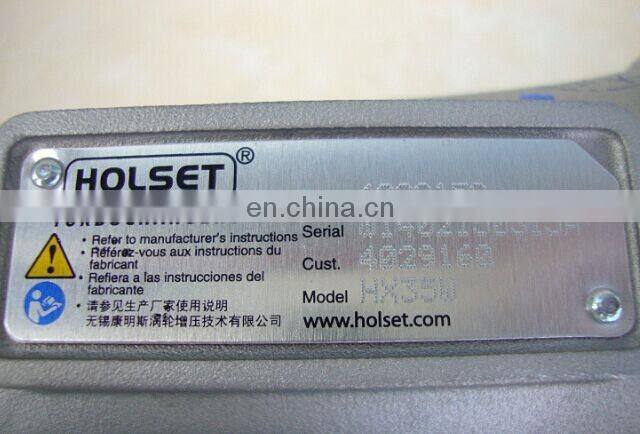 HOLSET ®
• Refer to manufacturer's instructions
• Référez-vous aux instructions du
fabricant
• Refiera a las instrucciones del
fabricante
• 请参见生产厂家使用说明
无锡康明斯涡轮增压技术有限公司
en.china.cn
Serial
Cust. 4029160
Model HX35W
www.holset.com